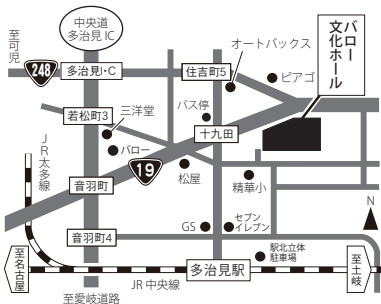 中央道
多治見IC
至可児
248
多治見I・C
住吉町5
オートバックス
ピアゴ
バロー
文化ホール
若松町3
三洋堂
バス停
十九田
バロー
19
松屋
精華小
JR太多線
音羽町
音羽町4
GS
セブン
イレブン
駅北立体
駐車場
N
至名古屋
JR中央線
多治見駅
至土岐
至愛岐道路